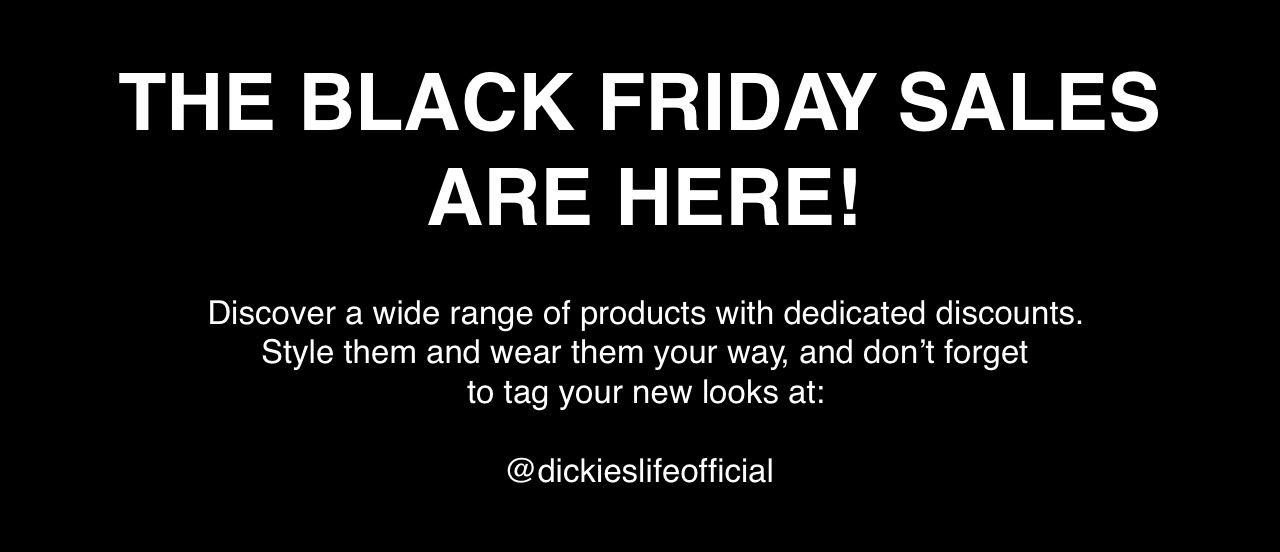 THE BLACK FRIDAY SALES
ARE HERE!
Discover a wide range of products with dedicated discounts.
Style them and wear them your way, and don’t forget
to tag your new looks at:
@dickieslifeofficial